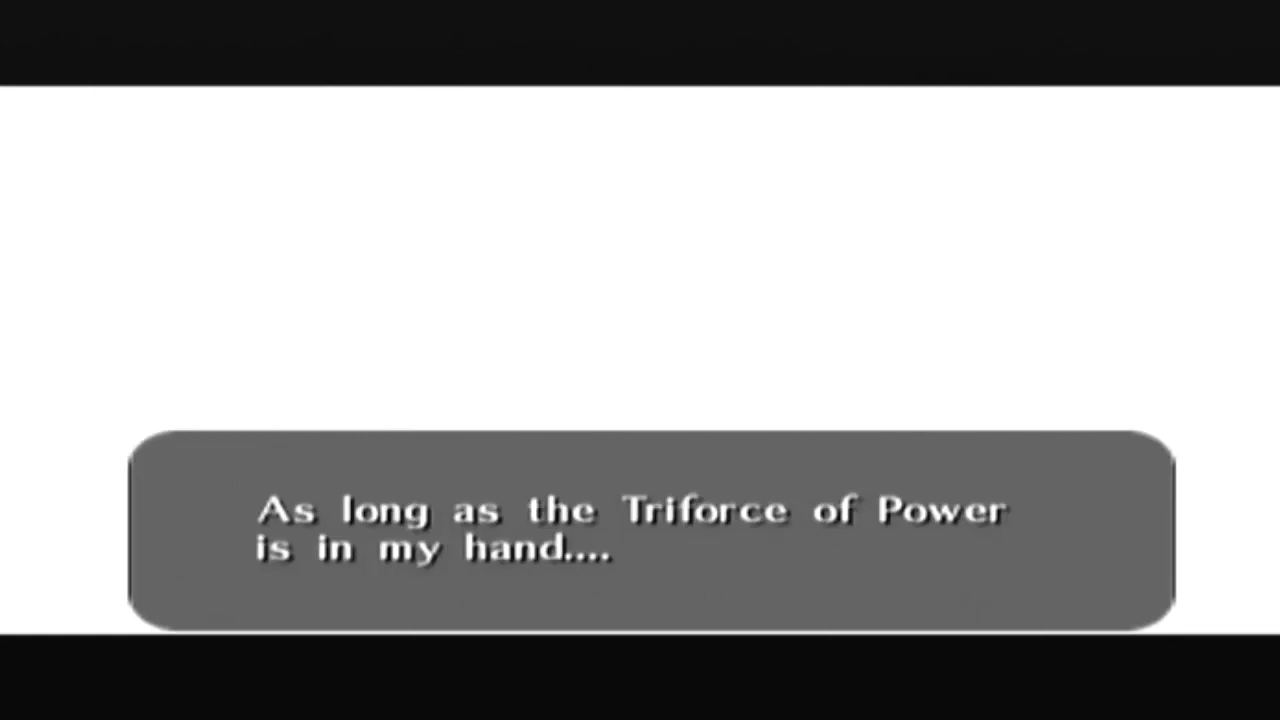 As long as the Triforce of Power
is in my hand....